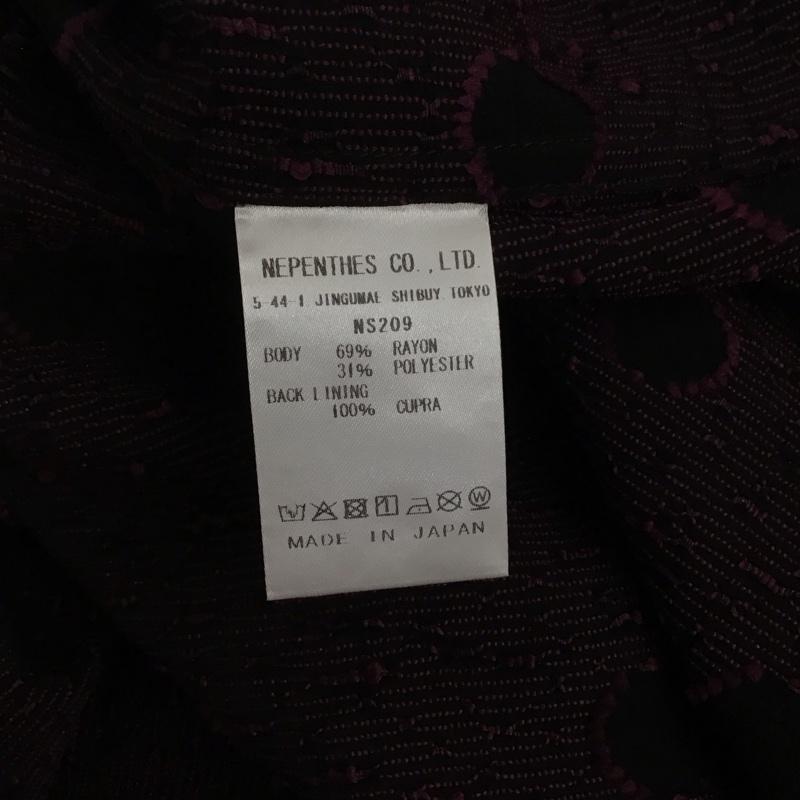 NEPENTHES CO.,LTD.
5-44-1 JINGUMAE SHIBUY.TOKYO
NS209
BODY 69% RAYON
31% POLYESTER
BACK LINING
100% CUPRA
W
MADE IN JAPAN